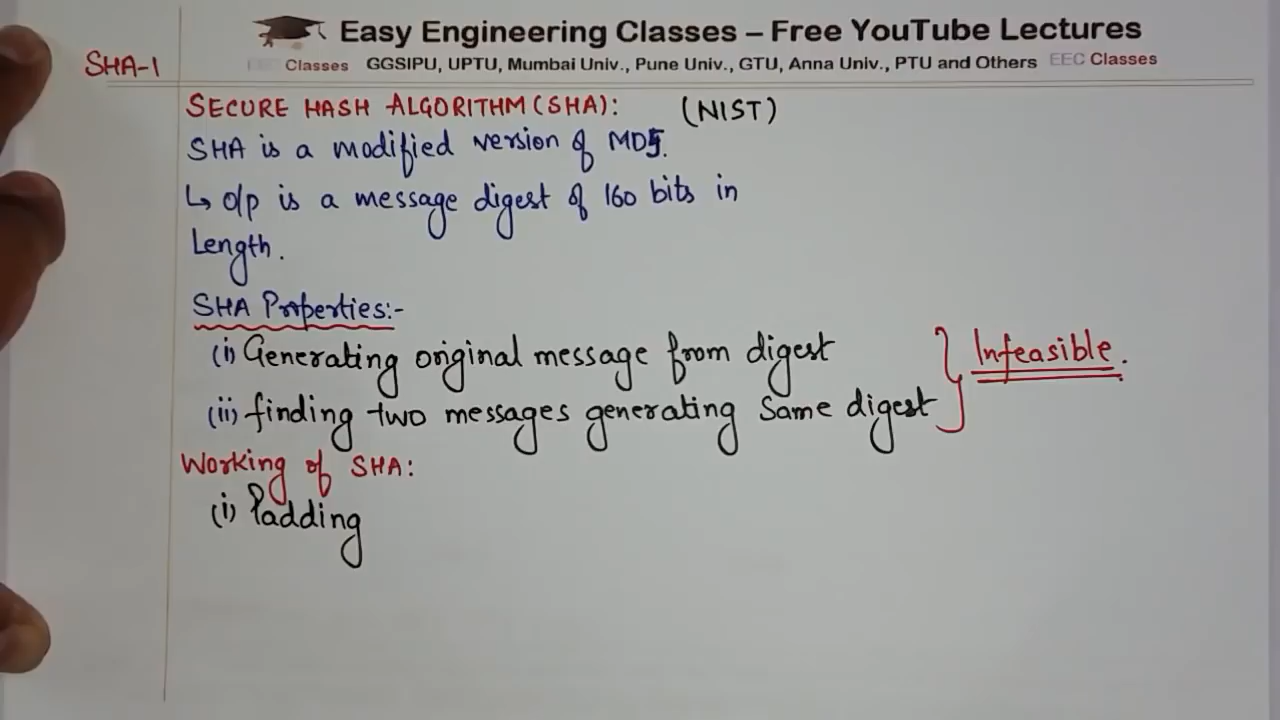 Easy Engineering Classes – Free YouTube Lectures
Classes GGSIPU, UPTU, Mumbai Univ., Pune Univ., GTU, Anna Univ., PTU and Others EEC Classes
SHA-1
SECURE HASH ALGORITHM (SHA): (NIST)
SHA is a modified version of MD5.
↳ o/p is a message digest of 160 bits in
Length.
SHA Properties:-
(i) Generating original message from digest
(ii) finding two messages generating same digest } Infeasible.
Working of SHA:
(i) Padding